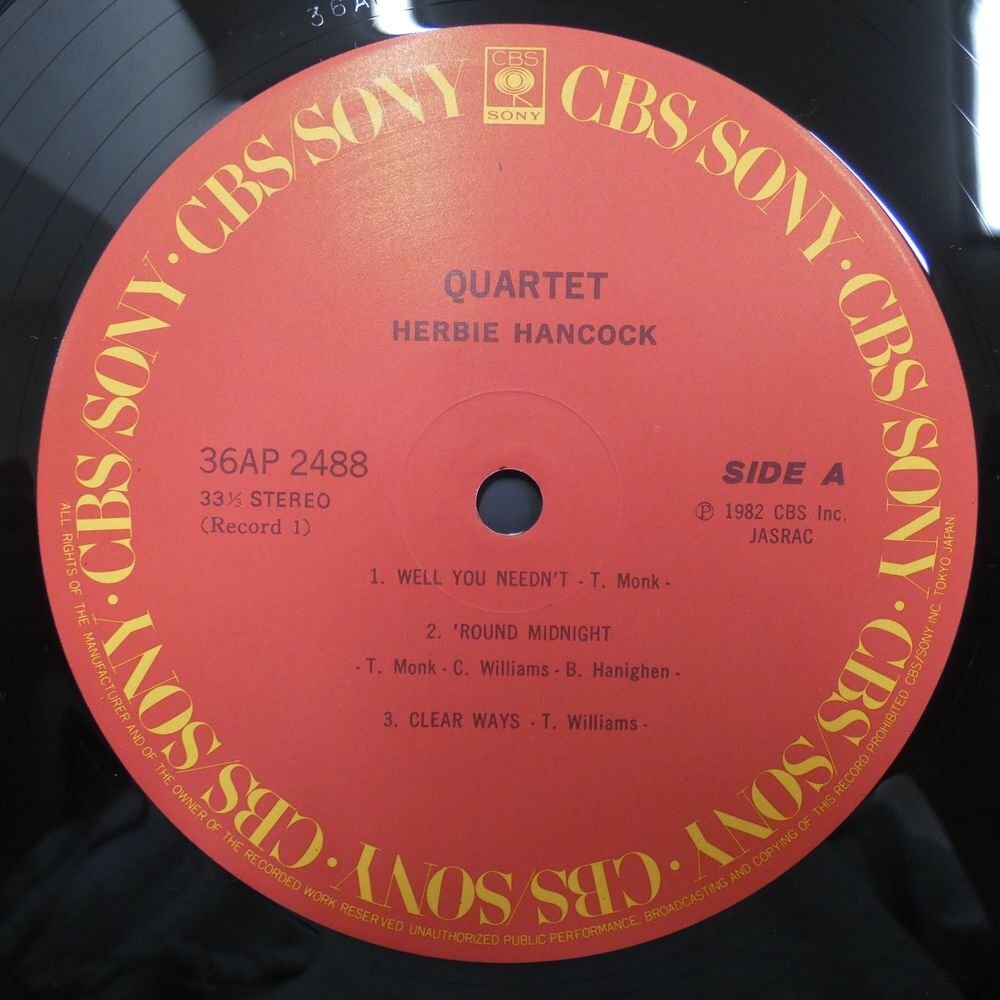 36A
CBS
SONY
CBS/SONY · CBS/SONY · CBS/SONY · CBS/SONY · CBS/SONY · CBS/SONY · CBS/SONY · CBS/SONY · CBS/SONY
QUARTET
HERBIE HANCOCK
36AP 2488
33⅓ STEREO
(Record 1)
SIDE A
Ⓟ 1982 CBS Inc.
JASRAC
1. WELL YOU NEEDN'T - T. Monk -
2. 'ROUND MIDNIGHT
- T. Monk - C. Williams - B. Hanighen -
3. CLEAR WAYS - T. Williams -
ALL RIGHTS OF THE MANUFACTURER AND OF THE OWNER OF THE RECORDED WORK RESERVED UNAUTHORIZED PUBLIC PERFORMANCE, BROADCASTING AND COPYING OF THIS RECORD PROHIBITED. CBS/SONY INC. TOKYO JAPAN.